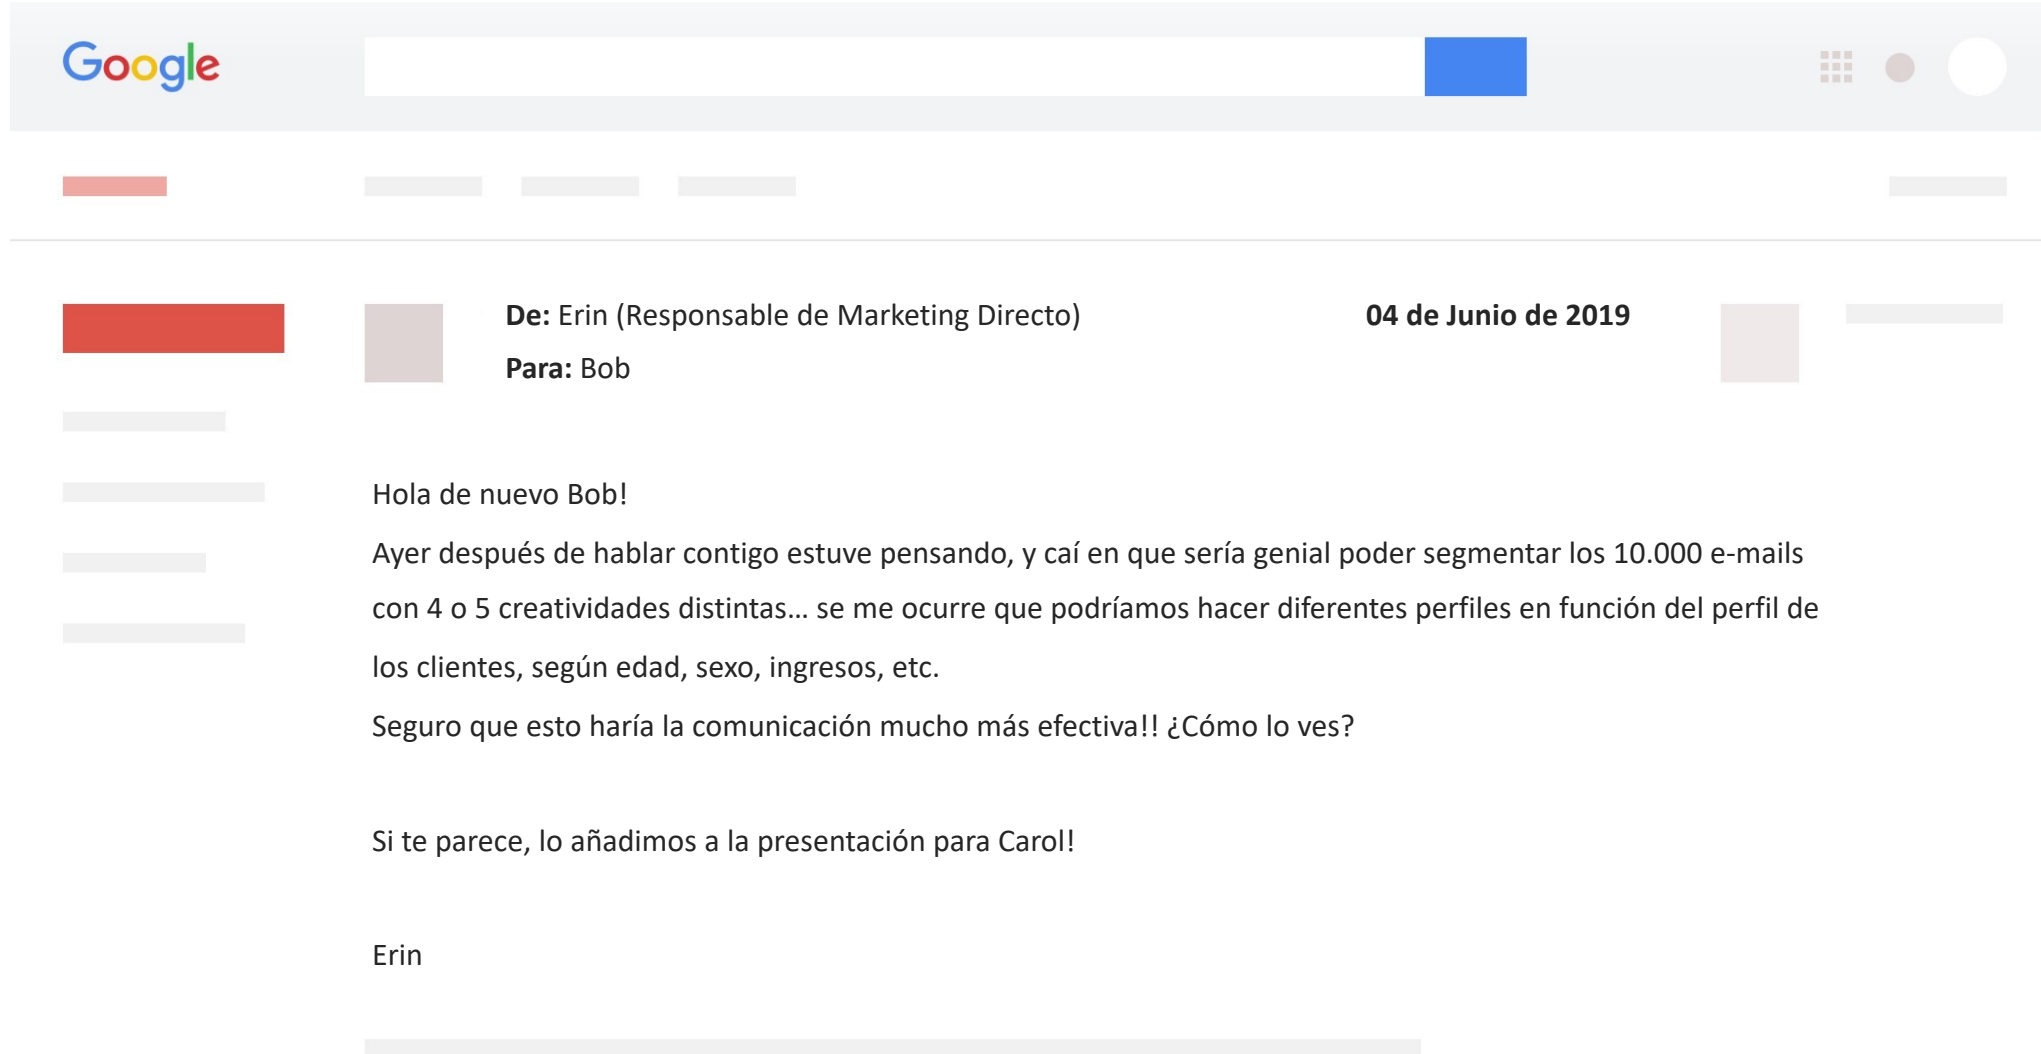 Google
De: Erin (Responsable de Marketing Directo)
04 de Junio de 2019
Para: Bob
Hola de nuevo Bob!
Ayer después de hablar contigo estuve pensando, y caí en que sería genial poder segmentar los 10.000 e-mails
con 4 o 5 creatividades distintas… se me ocurre que podríamos hacer diferentes perfiles en función del perfil de
los clientes, según edad, sexo, ingresos, etc.
Seguro que esto haría la comunicación mucho más efectiva!! ¿Cómo lo ves?
Si te parece, lo añadimos a la presentación para Carol!
Erin